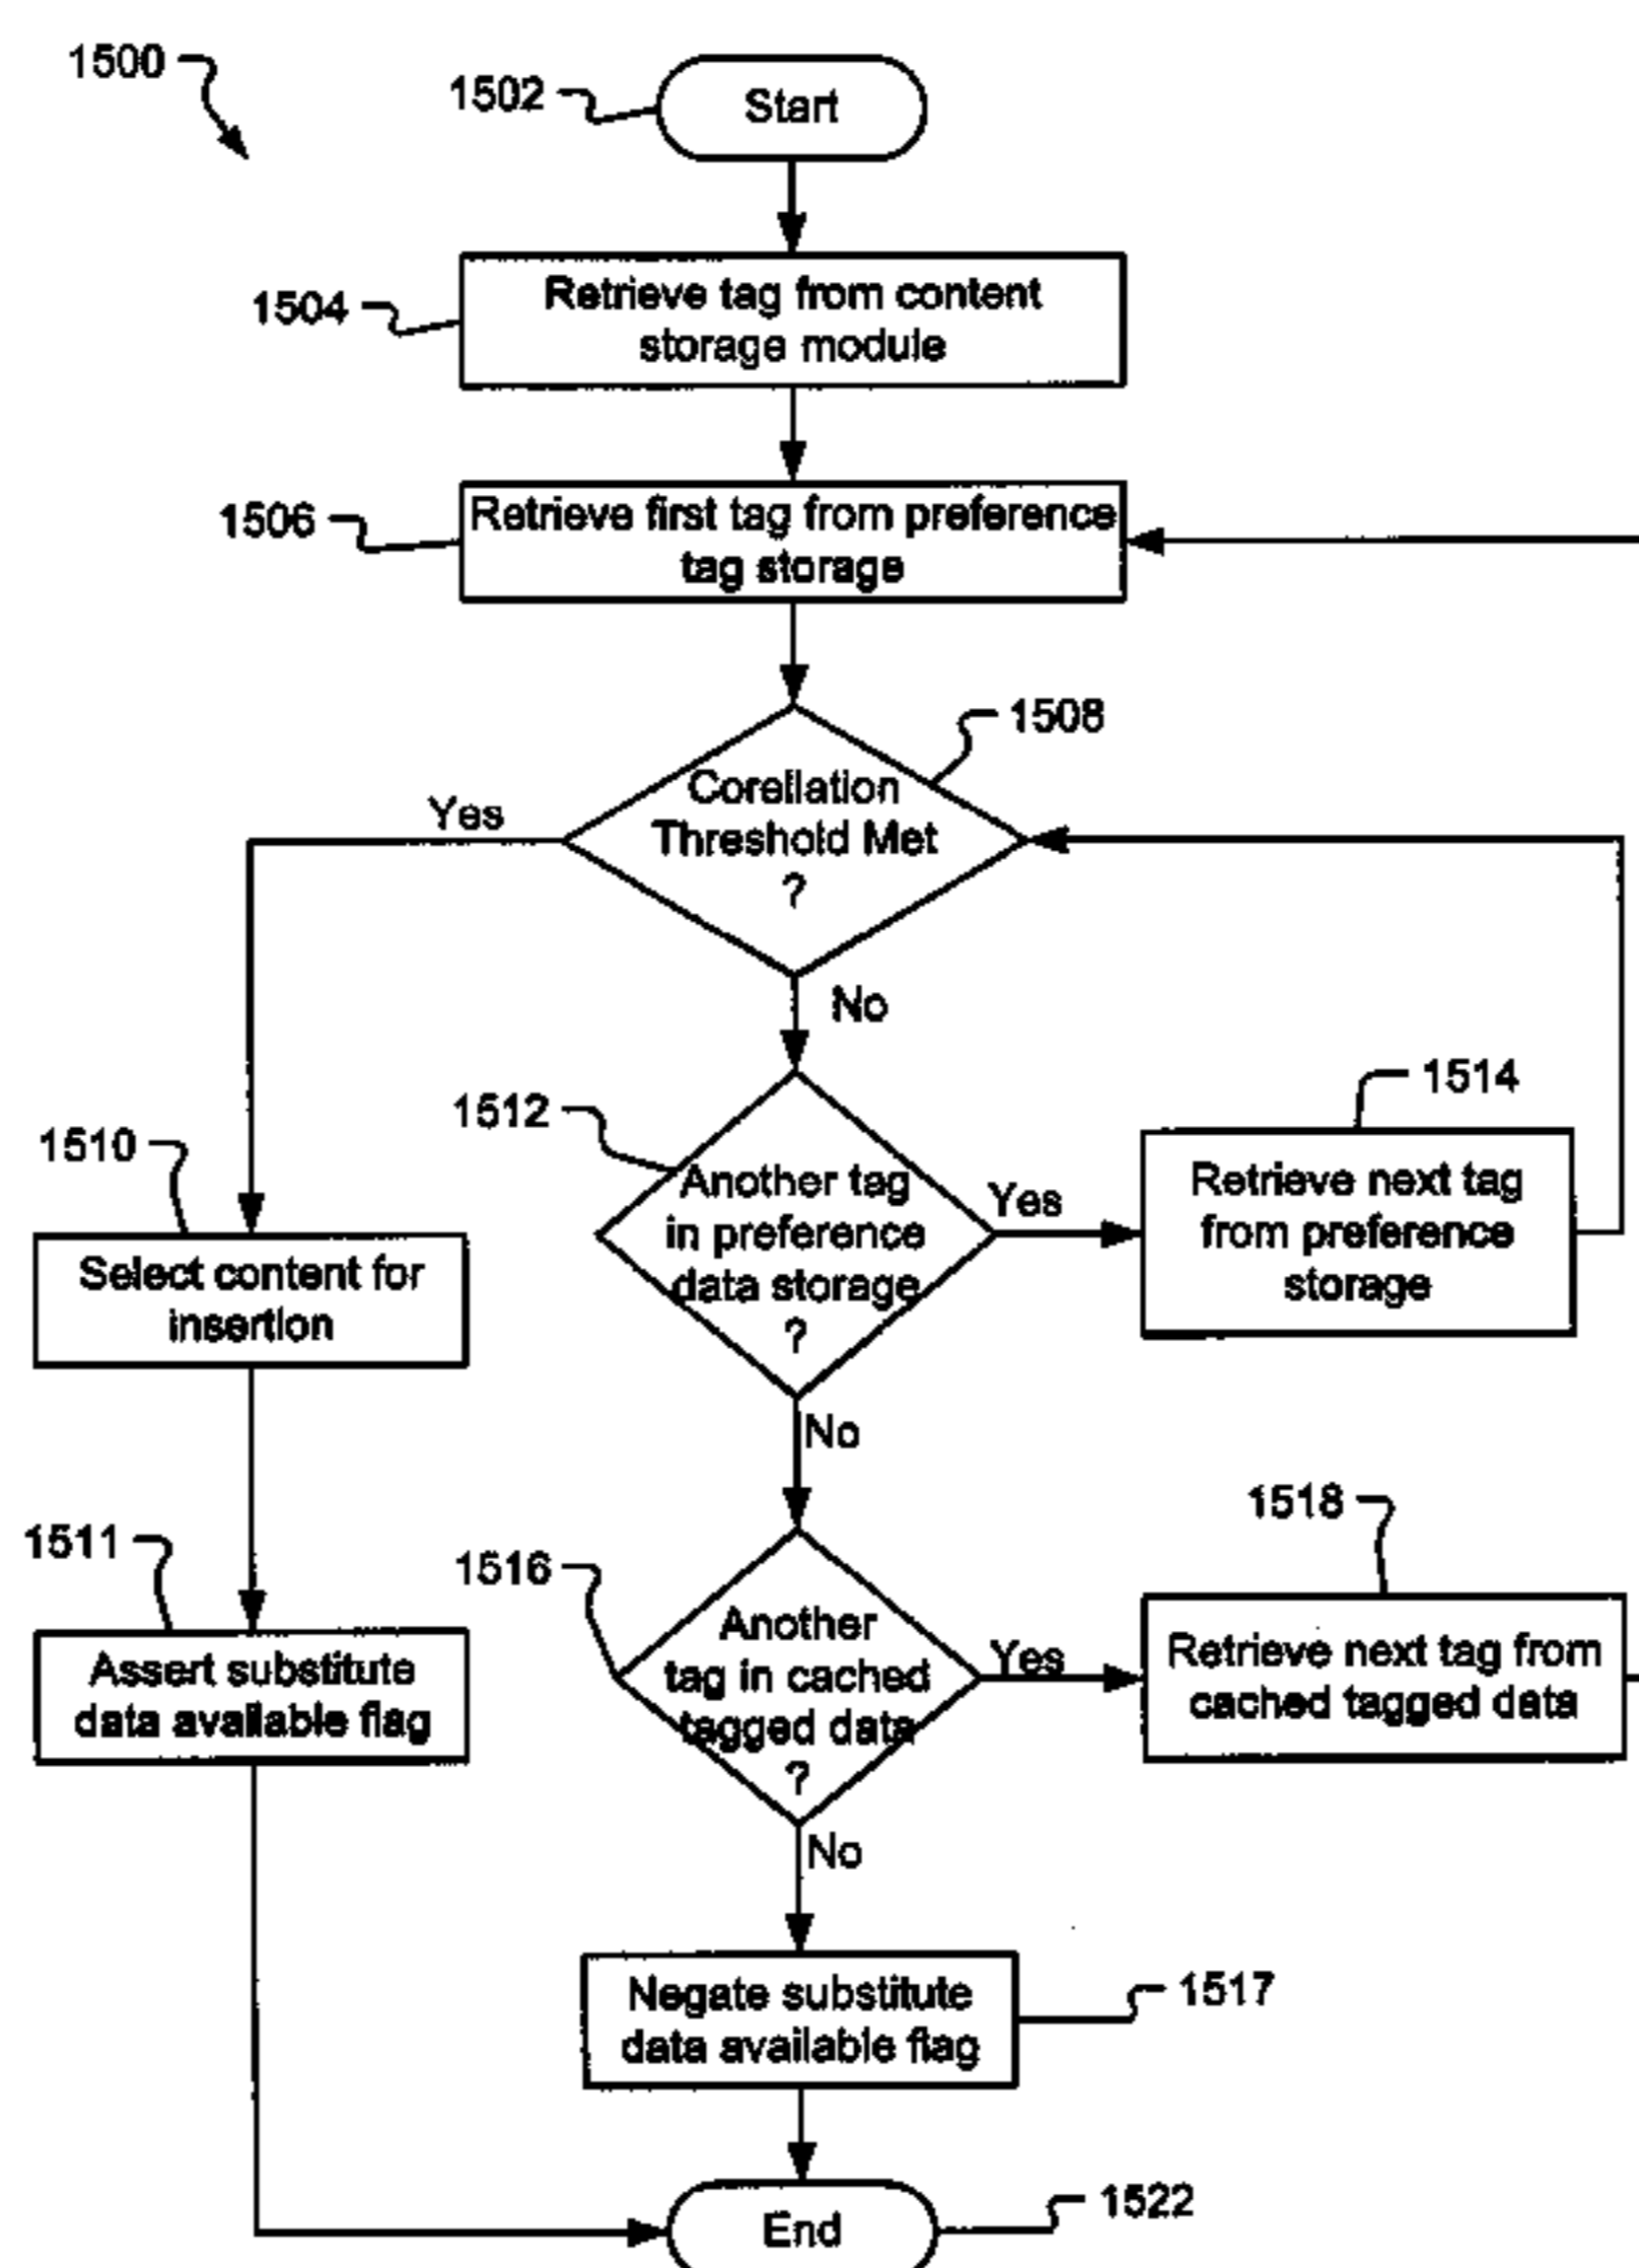 1500
1502
Start
1504
Retrieve tag from content
storage module
1506
Retrieve first tag from preference
tag storage
1508
Corellation
Threshold Met
?
Yes
No
1510
Select content for
insertion
1512
Another tag
in preference
data storage
?
Yes
1514
Retrieve next tag
from preference
storage
No
1511
Assert substitute
data available flag
1516
Another
tag in cached
tagged data
?
Yes
1518
Retrieve next tag from
cached tagged data
No
Negate substitute
data available flag
1517
End
1522